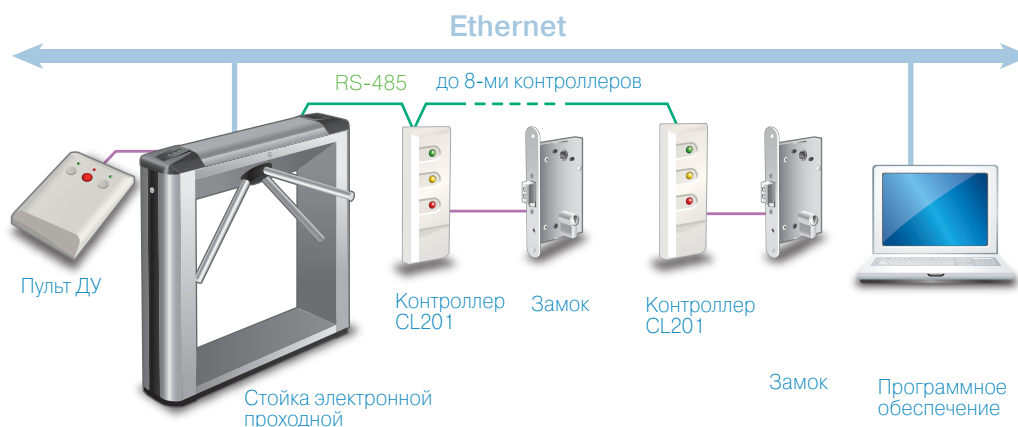 Ethernet
RS-485
до 8-ми контроллеров
Пульт ДУ
Контроллер
CL201
Замок
Контроллер
CL201
Замок
Программное
обеспечение
Стойка электронной
проходной